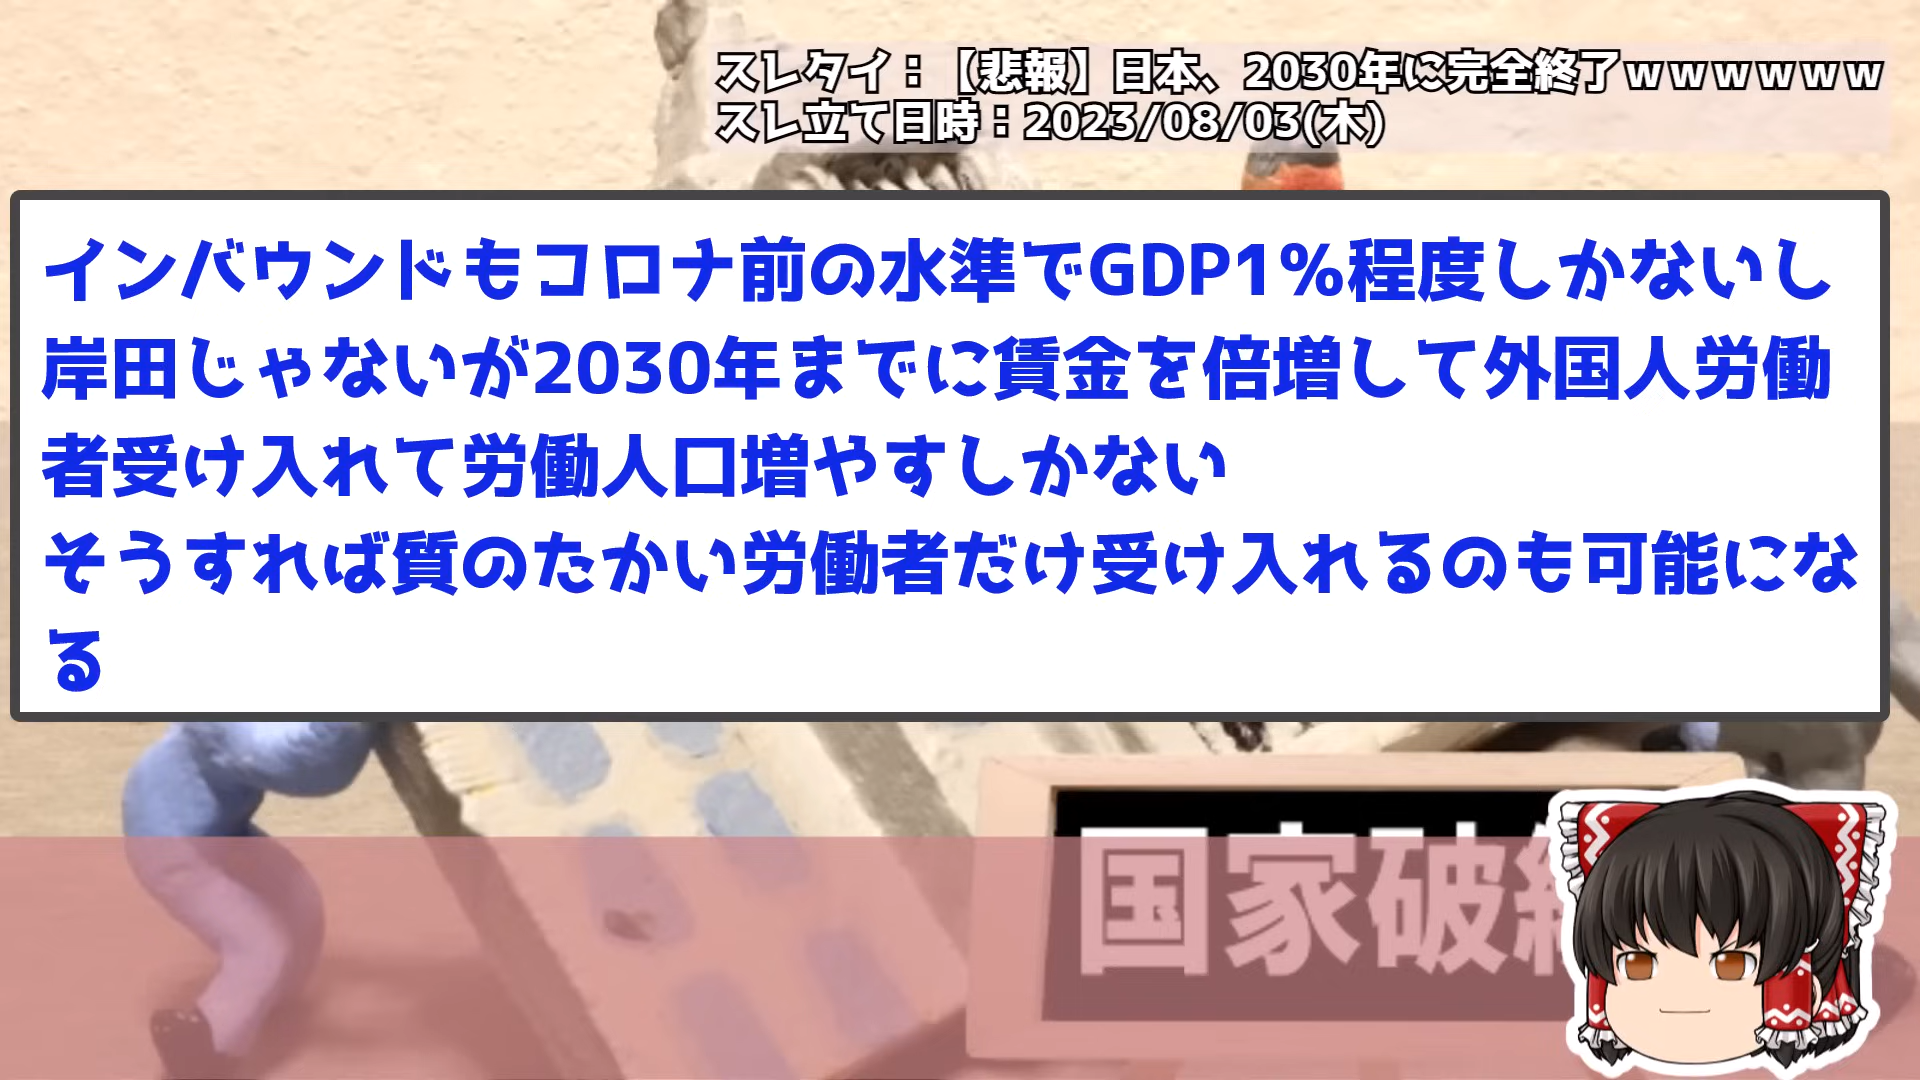 スレタイ：【悲報】日本、2030年に完全終了ｗｗｗｗｗｗ
スレ立て日時：2023/08/03(木)
インバウンドもコロナ前の水準でGDP1%程度しかないし
岸田じゃないが2030年までに賃金を倍増して外国人労働
者受け入れて労働人口増やすしかない
そうすれば質のたかい労働者だけ受け入れるのも可能にな
る
国家破